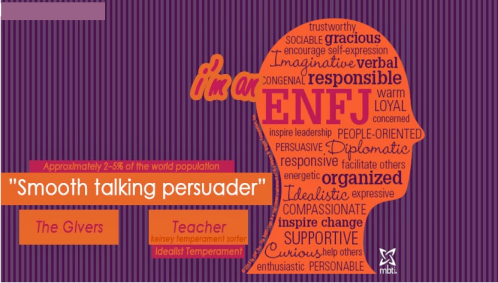 trustworthy
SOCIABLE gracious
encourage self-expression
Imaginative verbal
CONGENIAL responsible
i'm an
ENFJ
warm
LOYAL
concerned
inspire leadership PEOPLE-ORIENTED
PERSUASIVE Diplomatic
responsive facilitate others
energetic organized
Idealistic expressive
COMPASSIONATE
inspire change
SUPPORTIVE
Curious help others
enthusiastic PERSONABLE
mbti.
Approximately 2-5% of the world population
"Smooth talking persuader"
The GIvers
Teacher
keirsey temperament sorter
Idealist Temperament